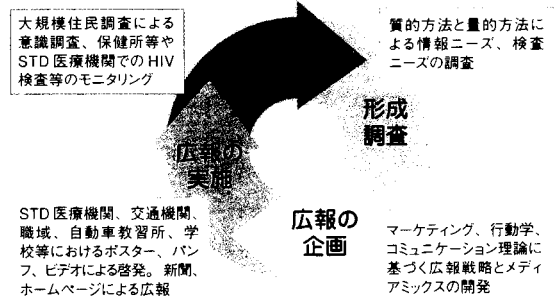 大規模住民調査による
意識調査、保健所等や
STD医療機関でのHIV
検査等のモニタリング
質的方法と量的方法に
よる情報ニーズ、検査
ニーズの調査
形成
調査
広報の
実施
広報の
企画
STD医療機関、交通機関、
職域、自動車教習所、学
校等におけるポスター、パン
フ、ビデオによる啓発。新聞、
ホームページによる広報
マーケティング、行動学、
コミュニケーション理論に
基づく広報戦略とメディ
アミックスの開発